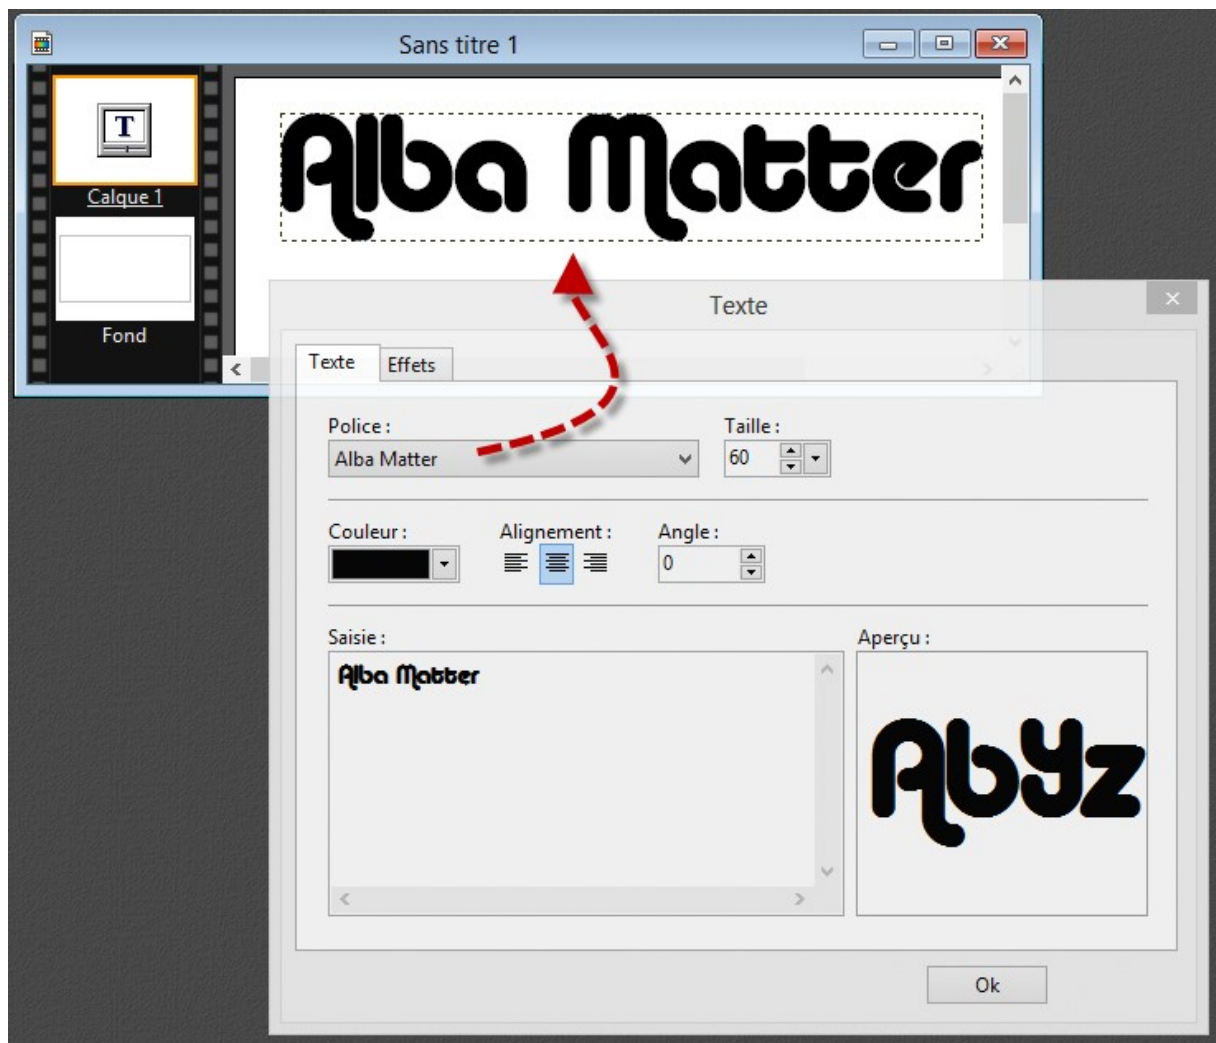 Sans titre 1
T
Calque 1
Fond
Alba Matter
Texte
Texte Effets
Police : Taille :
Alba Matter 60
Couleur : Alignement : Angle :
0
Saisie : Aperçu :
Alba Matter
AbYz
Ok